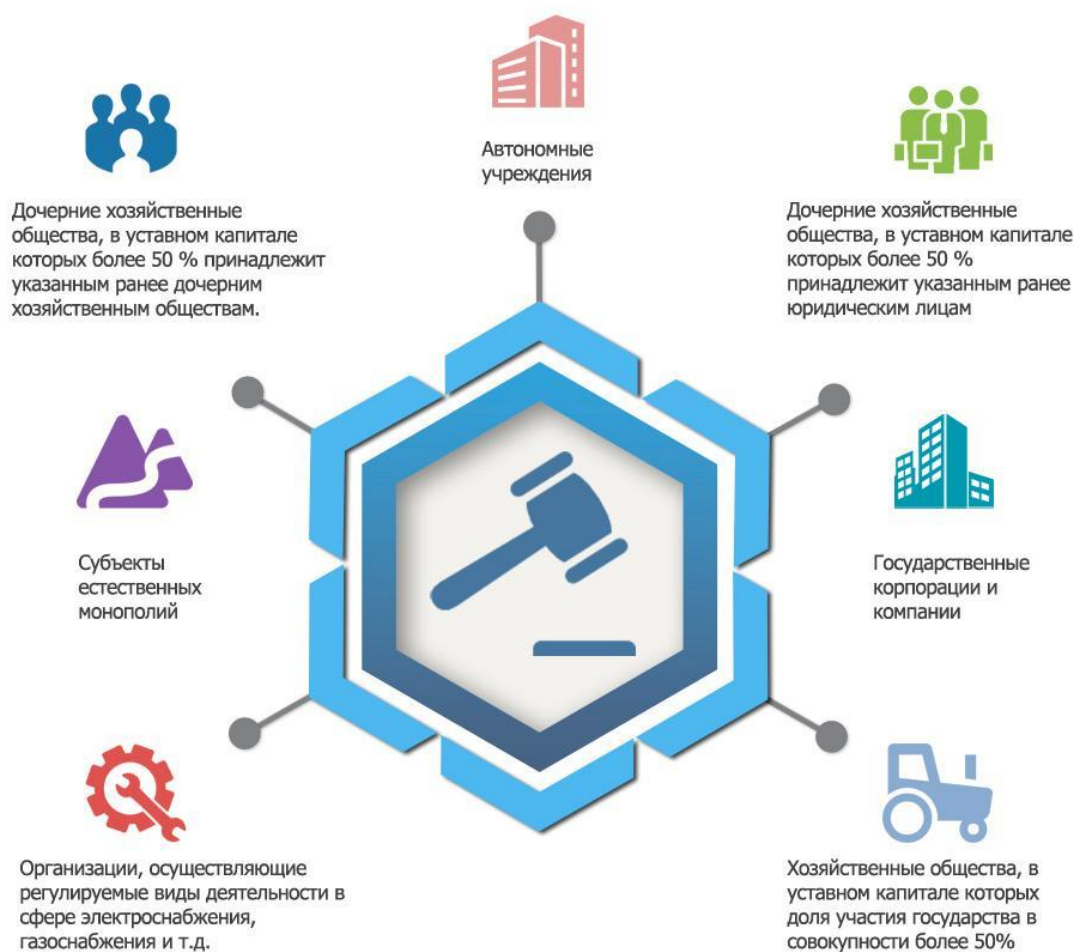 Автономные
учреждения
Дочерние хозяйственные
общества, в уставном капитале
которых более 50 % принадлежит
указанным ранее дочерним
хозяйственным обществам.
Дочерние хозяйственные
общества, в уставном капитале
которых более 50 %
принадлежит указанным ранее
юридическим лицам
Субъекты
естественных
монополий
Государственные
корпорации и
компании
Организации, осуществляющие
регулируемые виды деятельности в
сфере электроснабжения,
газоснабжения и т.д.
Хозяйственные общества, в
уставном капитале которых
доля участия государства в
совокупности более 50%